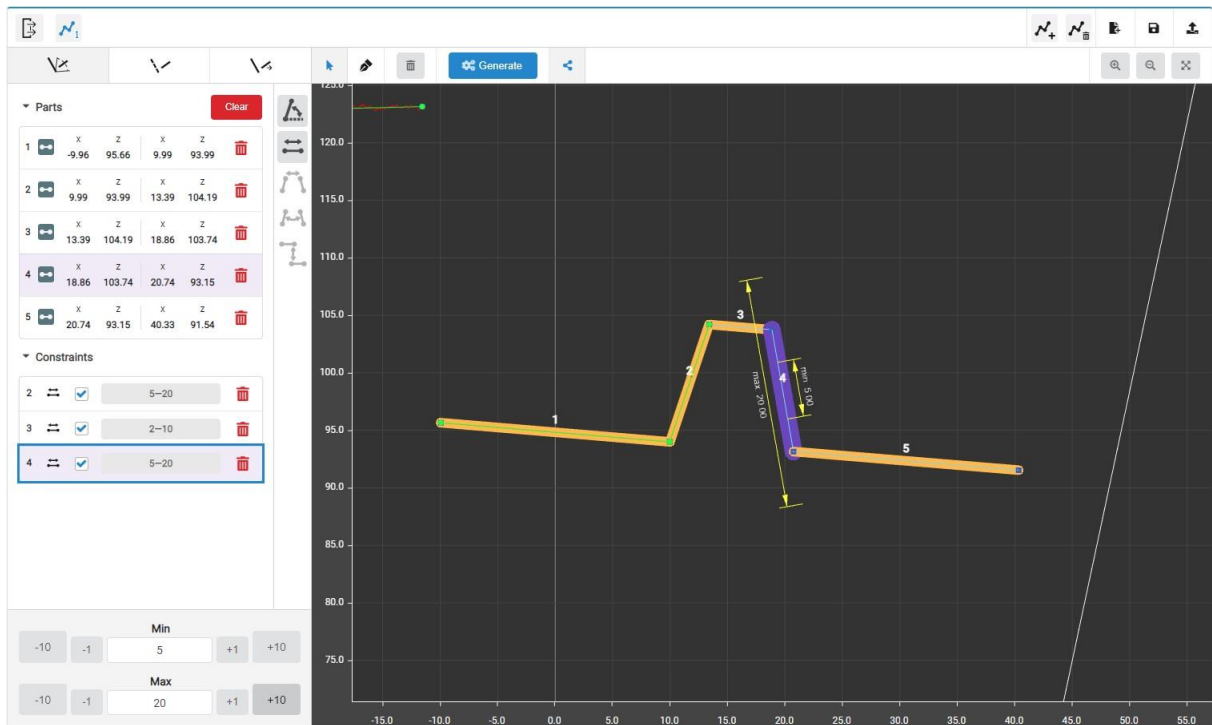 1
Generate
Parts
Clear
X Z X Z
1 -9.96 95.66 9.99 93.99
X Z X Z
2 9.99 93.99 13.39 104.19
X Z X Z
3 13.39 104.19 18.86 103.74
X Z X Z
4 18.86 103.74 20.74 93.15
X Z X Z
5 20.74 93.15 40.33 91.54
Constraints
2 5–20
3 2–10
4 5–20
Min
-10 -1 5 +1 +10
Max
-10 -1 20 +1 +10
125.0
120.0
115.0
110.0
105.0
100.0
95.0
90.0
85.0
80.0
75.0
1
2
3
4
5
max 20.00
min 5.00
-15.0 -10.0 -5.0 0.0 5.0 10.0 15.0 20.0 25.0 30.0 35.0 40.0 45.0 50.0 55.0